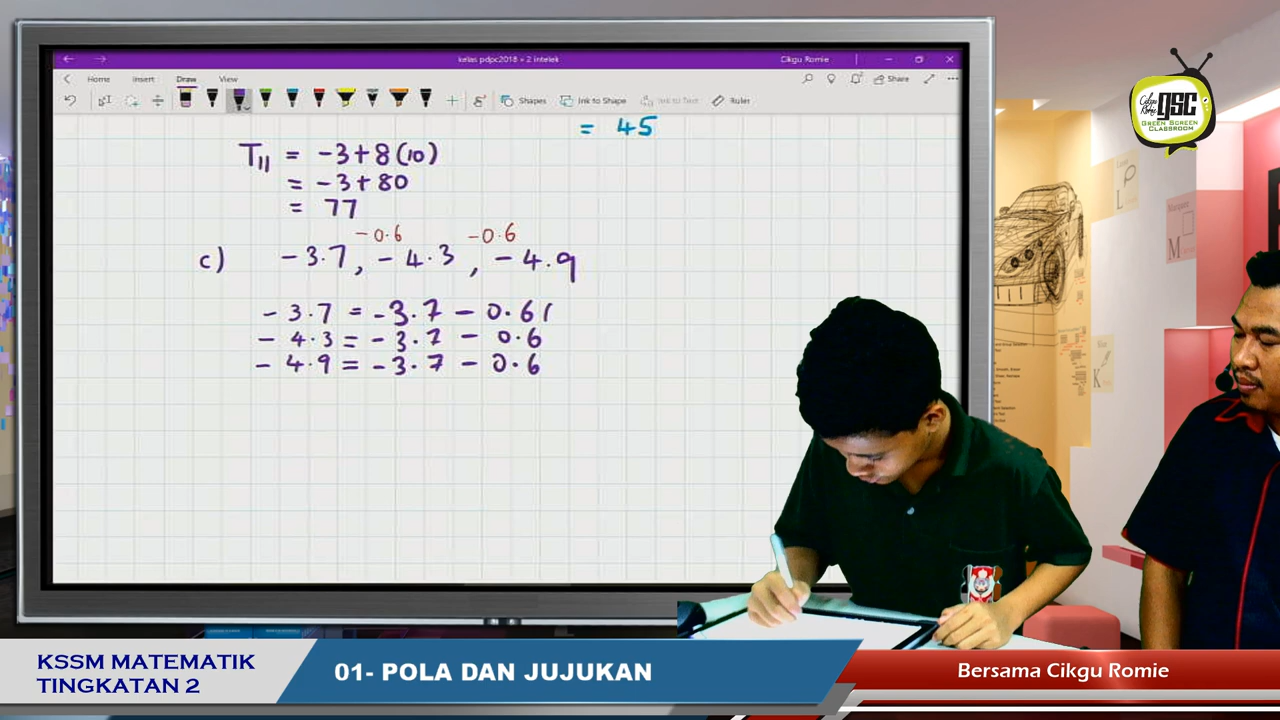 kelas pdpc2018 » 2 intelek
Cikgu Romie
Home Insert Draw View
Share
Shapes Ink to Shape Ink to Text Ruler
= 45
T11 = -3+8(10)
= -3+80
= 77
-0.6 -0.6
c) -3.7, -4.3, -4.9
-3.7 = -3.7 - 0.6(
-4.3 = -3.7 - 0.6
-4.9 = -3.7 - 0.6
Cikgu Romie GSC
GREEN SCREEN
CLASSROOM
L
M
K
KSSM MATEMATIK
TINGKATAN 2
01- POLA DAN JUJUKAN
Bersama Cikgu Romie